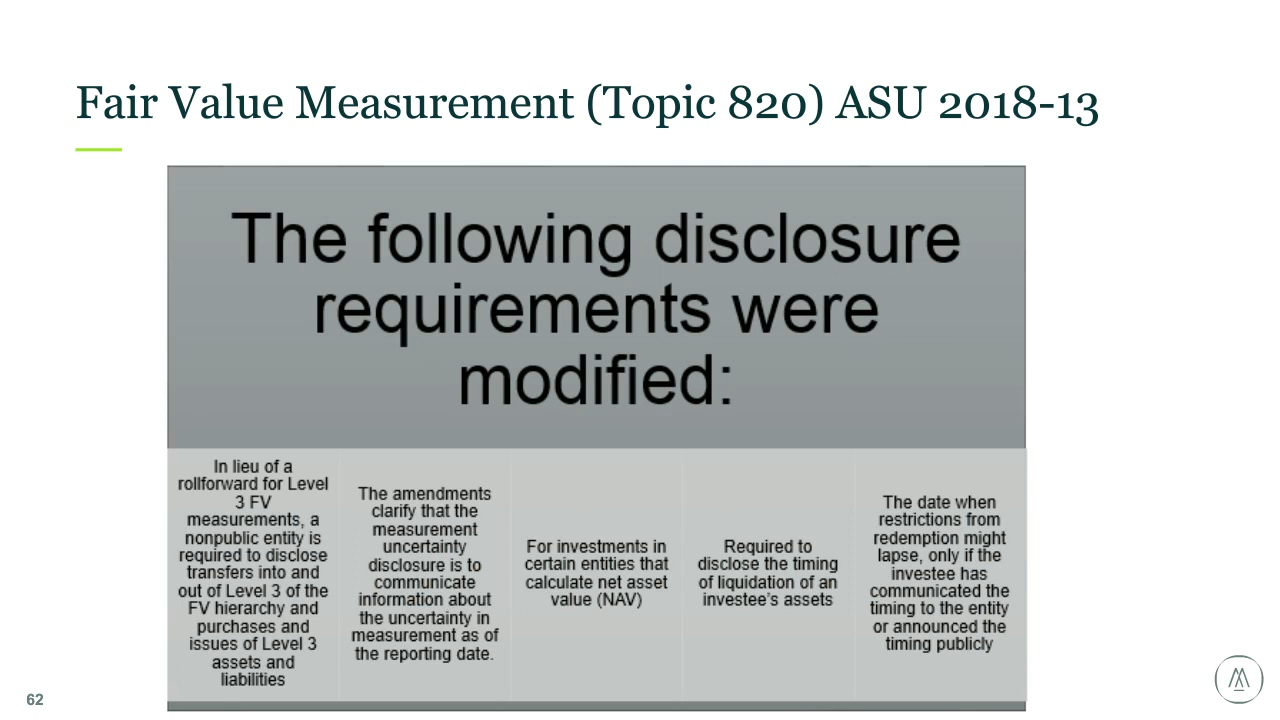 Fair Value Measurement (Topic 820) ASU 2018-13
The following disclosure
requirements were
modified:
In lieu of a
rollforward for Level
3 FV
measurements, a
nonpublic entity is
required to disclose
transfers into and
out of Level 3 of the
FV hierarchy and
purchases and
issues of Level 3
assets and
liabilities
The amendments
clarify that the
measurement
uncertainty
disclosure is to
communicate
information about
the uncertainty in
measurement as of
the reporting date.
For investments in
certain entities that
calculate net asset
value (NAV)
Required to
disclose the timing
of liquidation of an
investee's assets
The date when
restrictions from
redemption might
lapse, only if the
investee has
communicated the
timing to the entity
or announced the
timing publicly
62